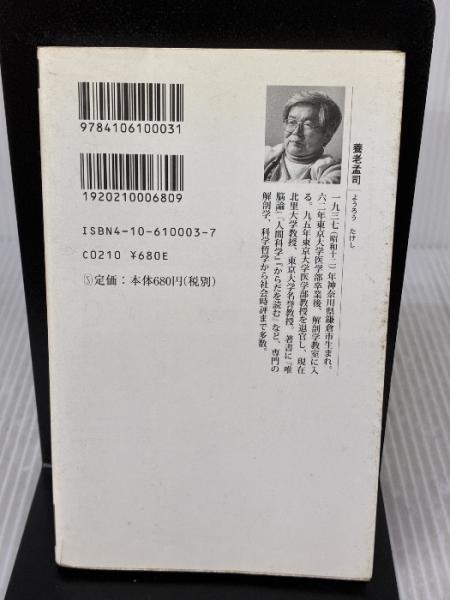 9784106100031
1920210006809
ISBN4-10-610003-7
C0210 ¥680E
Ⓢ定価：本体680円(税別)
養老孟司
ようろう たけし
一九三七(昭和十二)年神奈川県鎌倉市生まれ。
六二年東京大学医学部卒業後、解剖学教室に入
る。九五年東京大学医学部教授を退官し、現在
北里大学教授、東京大学名誉教授。著書に『唯
脳論』『人間科学』『からだを読む』など、専門の
解剖学、科学哲学から社会時評まで多数。